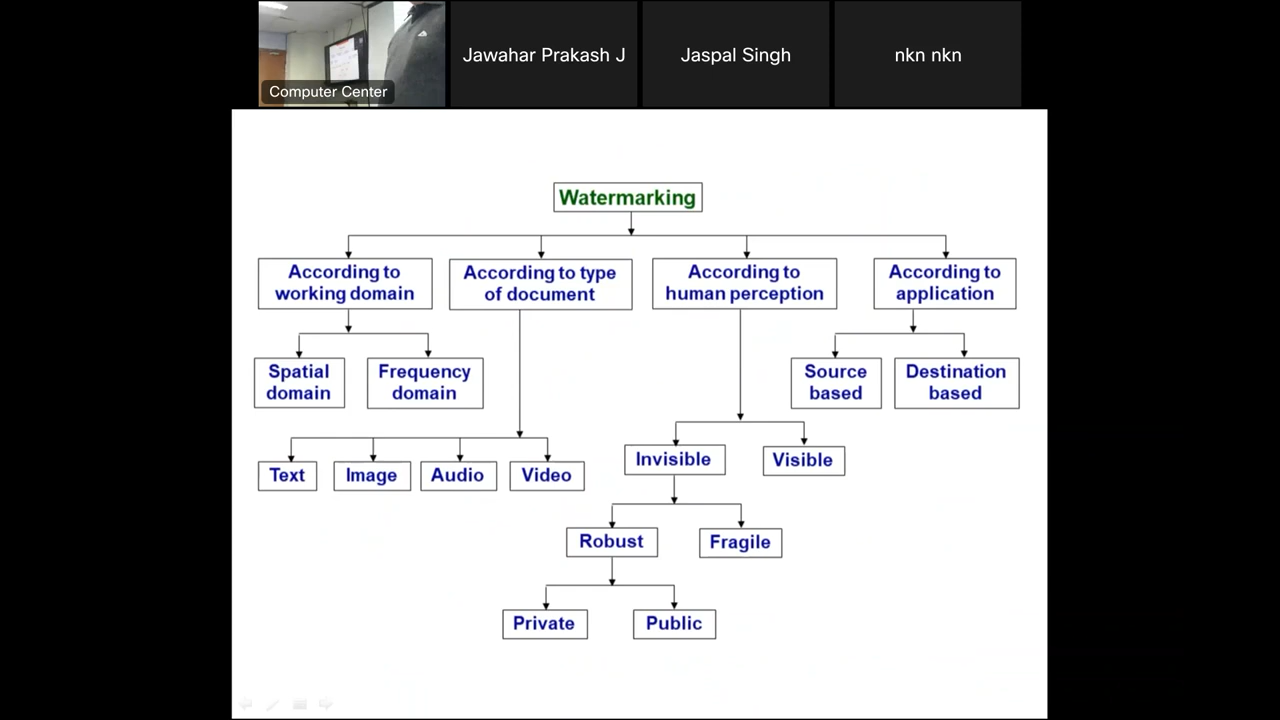 Computer Center
Jawahar Prakash J
Jaspal Singh
nkn nkn
Watermarking
According to
working domain
According to type
of document
According to
human perception
According to
application
Spatial
domain
Frequency
domain
Source
based
Destination
based
Text
Image
Audio
Video
Invisible
Visible
Robust
Fragile
Private
Public